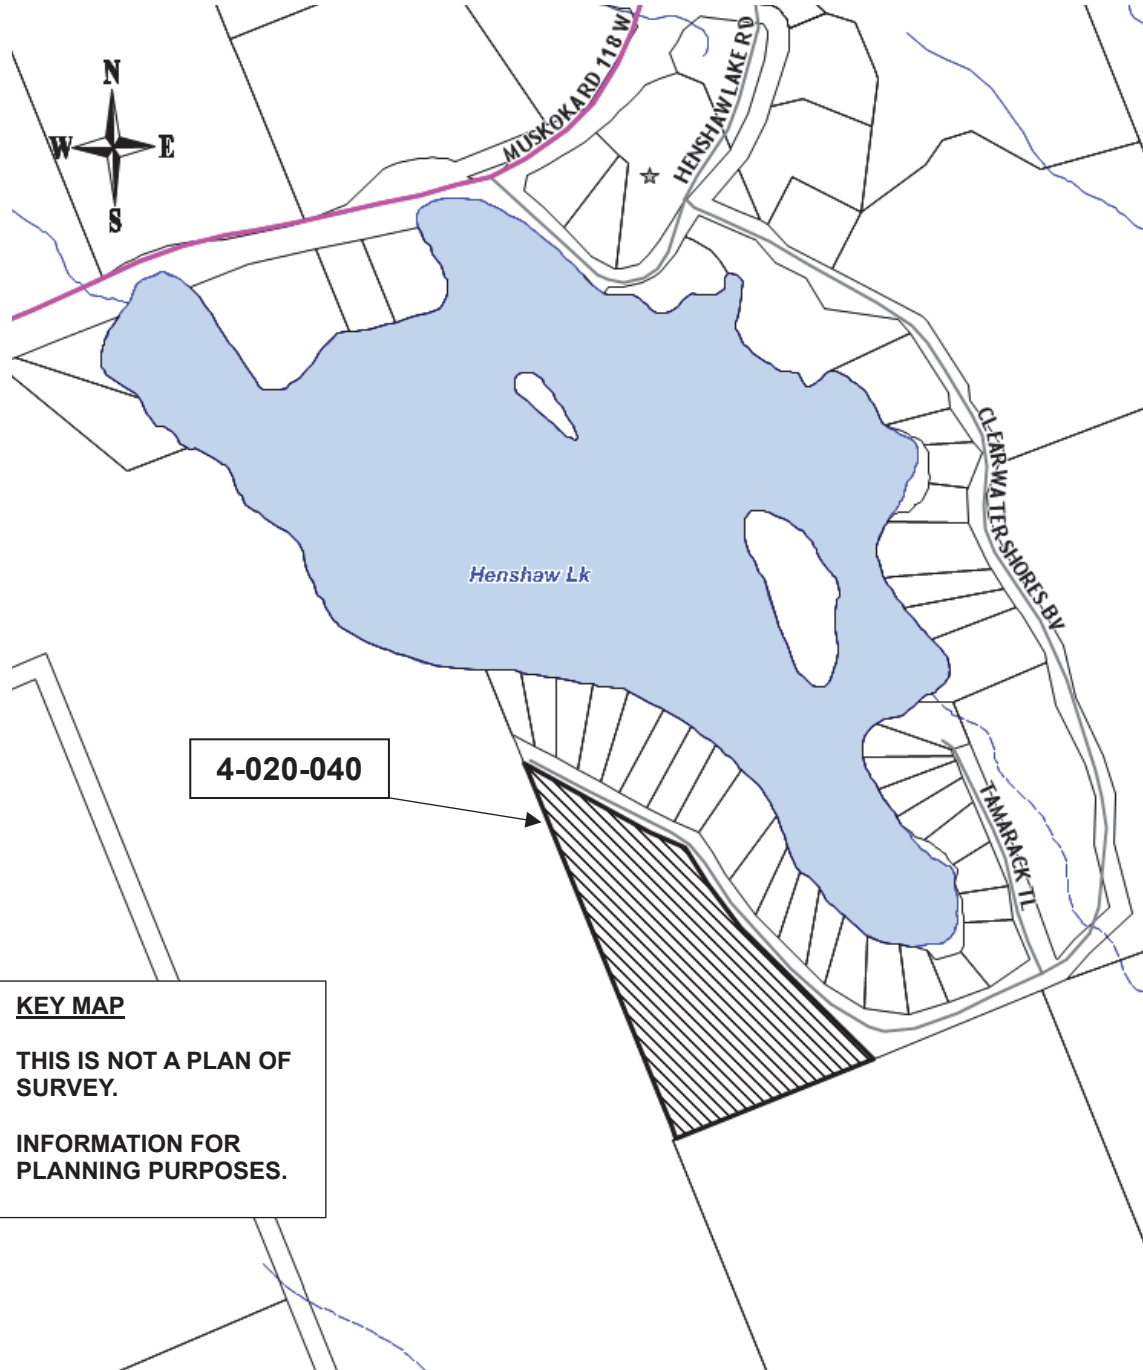 N
W E
S
MUSKOKA RD 118 W
HENSHAW LAKE RD
CLEARWATER SHORES BV
Henshaw Lk
4-020-040
TAMARACK TL
KEY MAP
THIS IS NOT A PLAN OF
SURVEY.
INFORMATION FOR
PLANNING PURPOSES.